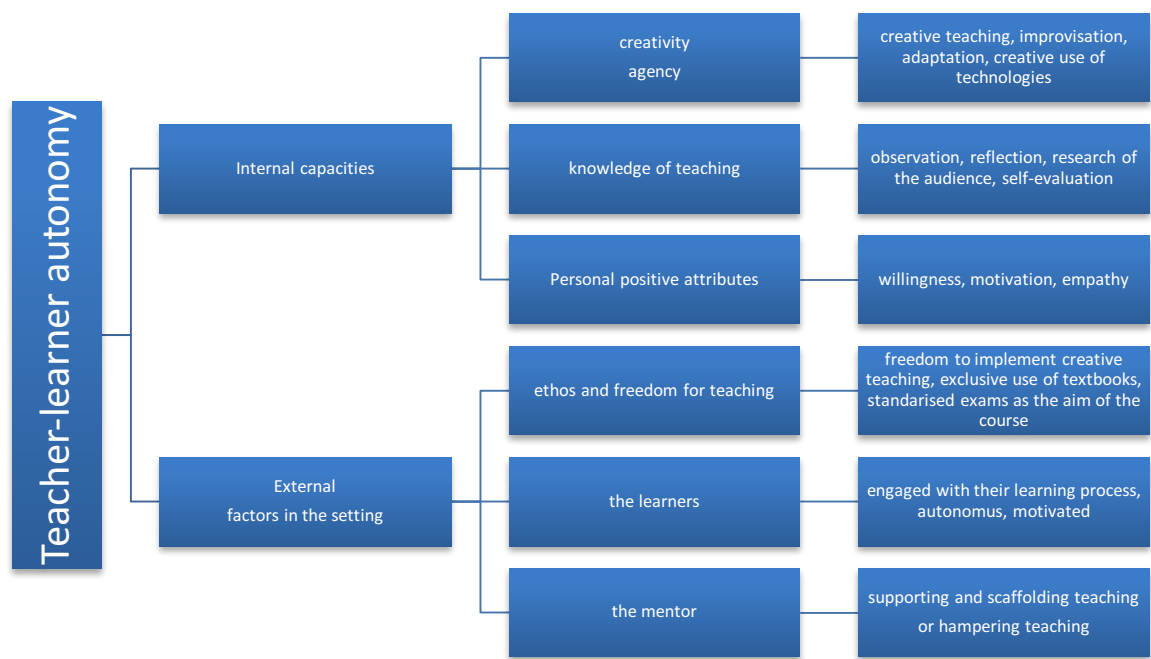 Teacher-learner autonomy
Internal capacities
creativity
agency
creative teaching, improvisation,
adaptation, creative use of
technologies
knowledge of teaching
observation, reflection, research of
the audience, self-evaluation
Personal positive attributes
willingness, motivation, empathy
External
factors in the setting
ethos and freedom for teaching
freedom to implement creative
teaching, exclusive use of textbooks,
standarised exams as the aim of the
course
the learners
engaged with their learning process,
autonomus, motivated
the mentor
supporting and scaffolding teaching
or hampering teaching